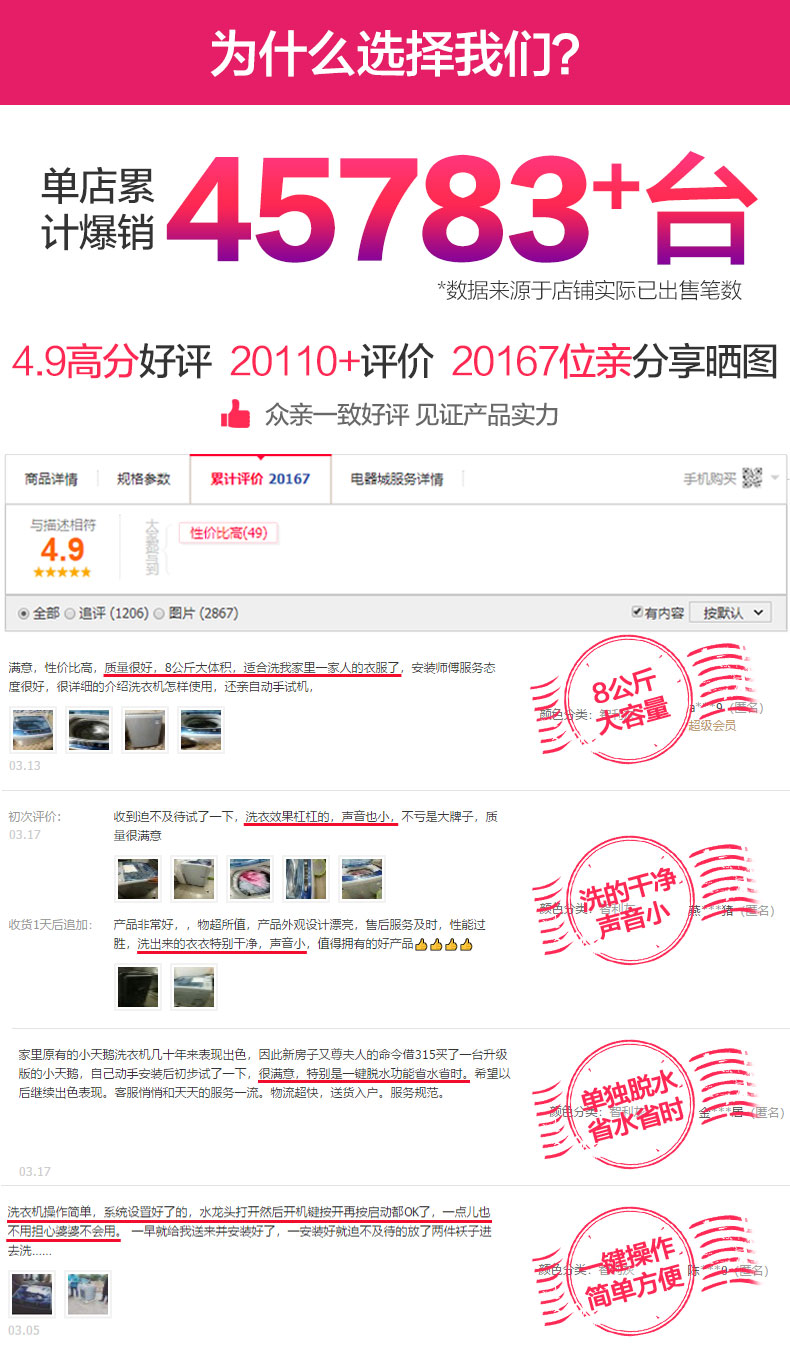 为什么选择我们?
单店累
计爆销
45783+台
*数据来源于店铺实际已出售笔数
4.9高分好评 20110+评价 20167位亲分享晒图
众亲一致好评 见证产品实力
商品详情 规格参数 累计评价 20167 电器城服务详情 手机购买
与描述相符
4.9
大家都写到
性价比高(49)
全部 追评 (1206) 图片 (2867) 有内容 按默认
满意，性价比高，质量很好，8公斤大体积，适合洗我家里一家人的衣服了，安装师傅服务态
度很好，很详细的介绍洗衣机怎样使用，还亲自动手试机，
03.13
8公斤
大容量
颜色分类：
a***9 (匿名)
超级会员
初次评价：
03.17
收到迫不及待试了一下，洗衣效果杠杠的，声音也小，不亏是大牌子，质
量很满意
收货1天后追加：
产品非常好，，物超所值，产品外观设计漂亮，售后服务及时，性能过
胜，洗出来的衣衣特别干净，声音小，值得拥有的好产品👍👍👍👍
洗的干净
声音小
颜色分类：智利灰
燕***猪 (匿名)
家里原有的小天鹅洗衣机几十年来表现出色，因此新房子又尊夫人的命令借315买了一台升级
版的小天鹅，自己动手安装后初步试了一下，很满意，特别是一键脱水功能省水省时。希望以
后继续出色表现。客服悄悄和天天的服务一流。物流超快，送货入户。服务规范。
03.17
单独脱水
省水省时
颜色分类：智利灰
金***居 (匿名)
洗衣机操作简单，系统设置好了的，水龙头打开然后开机键按开再按启动都OK了，一点儿也
不用担心婆婆不会用。 一早就给我送来并安装好了，一安装好就迫不及待的放了两件袄子进
去洗......
03.05
一键操作
简单方便
颜色分类：智利灰
陈***0 (匿名)